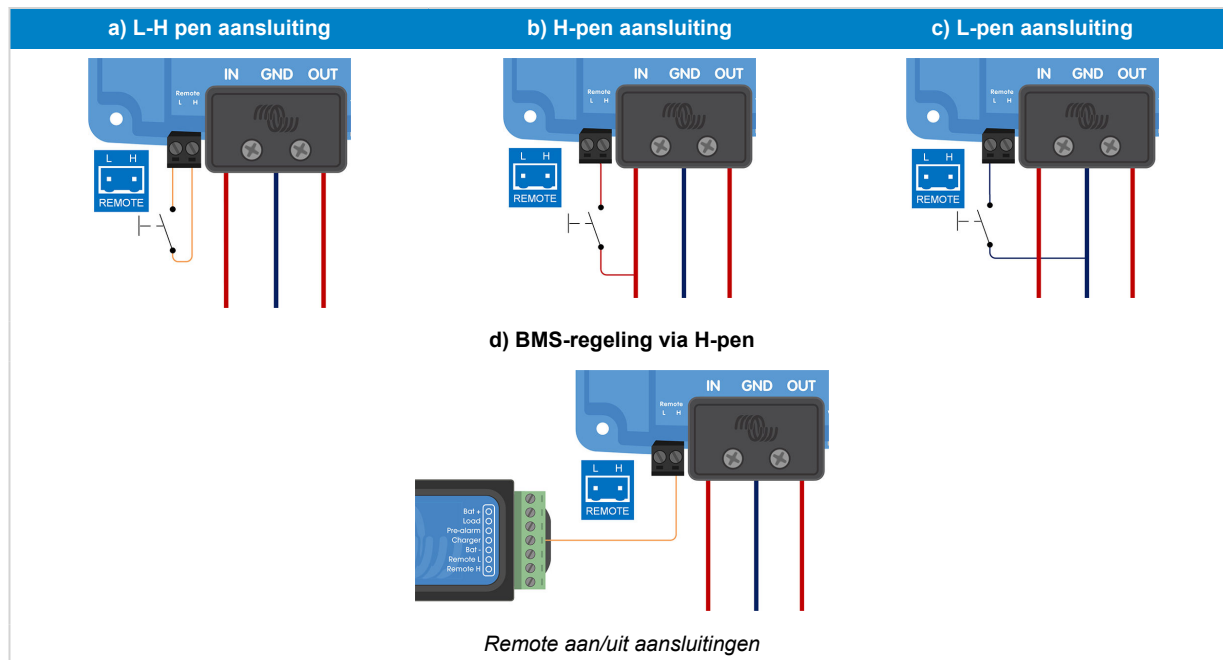 a) L-H pen aansluiting
b) H-pen aansluiting
c) L-pen aansluiting
IN GND OUT
Remote
L H
L H
REMOTE
IN GND OUT
Remote
L H
L H
REMOTE
IN GND OUT
Remote
L H
L H
REMOTE
d) BMS-regeling via H-pen
IN GND OUT
Remote
L H
L H
REMOTE
Bat +
Load
Pre-alarm
Charger
Bat -
Remote L
Remote H
Remote aan/uit aansluitingen